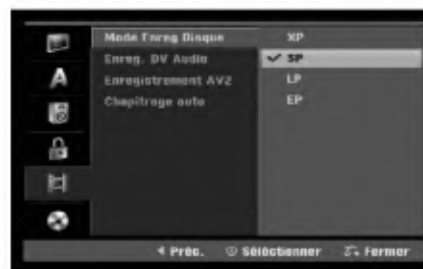 Mode Enreg Disque XP
Enreg. DV Audio ✓ SP
Enregistrement AV2 LP
Chapitrage auto EP
A
Préc. Sélectionner Fermer